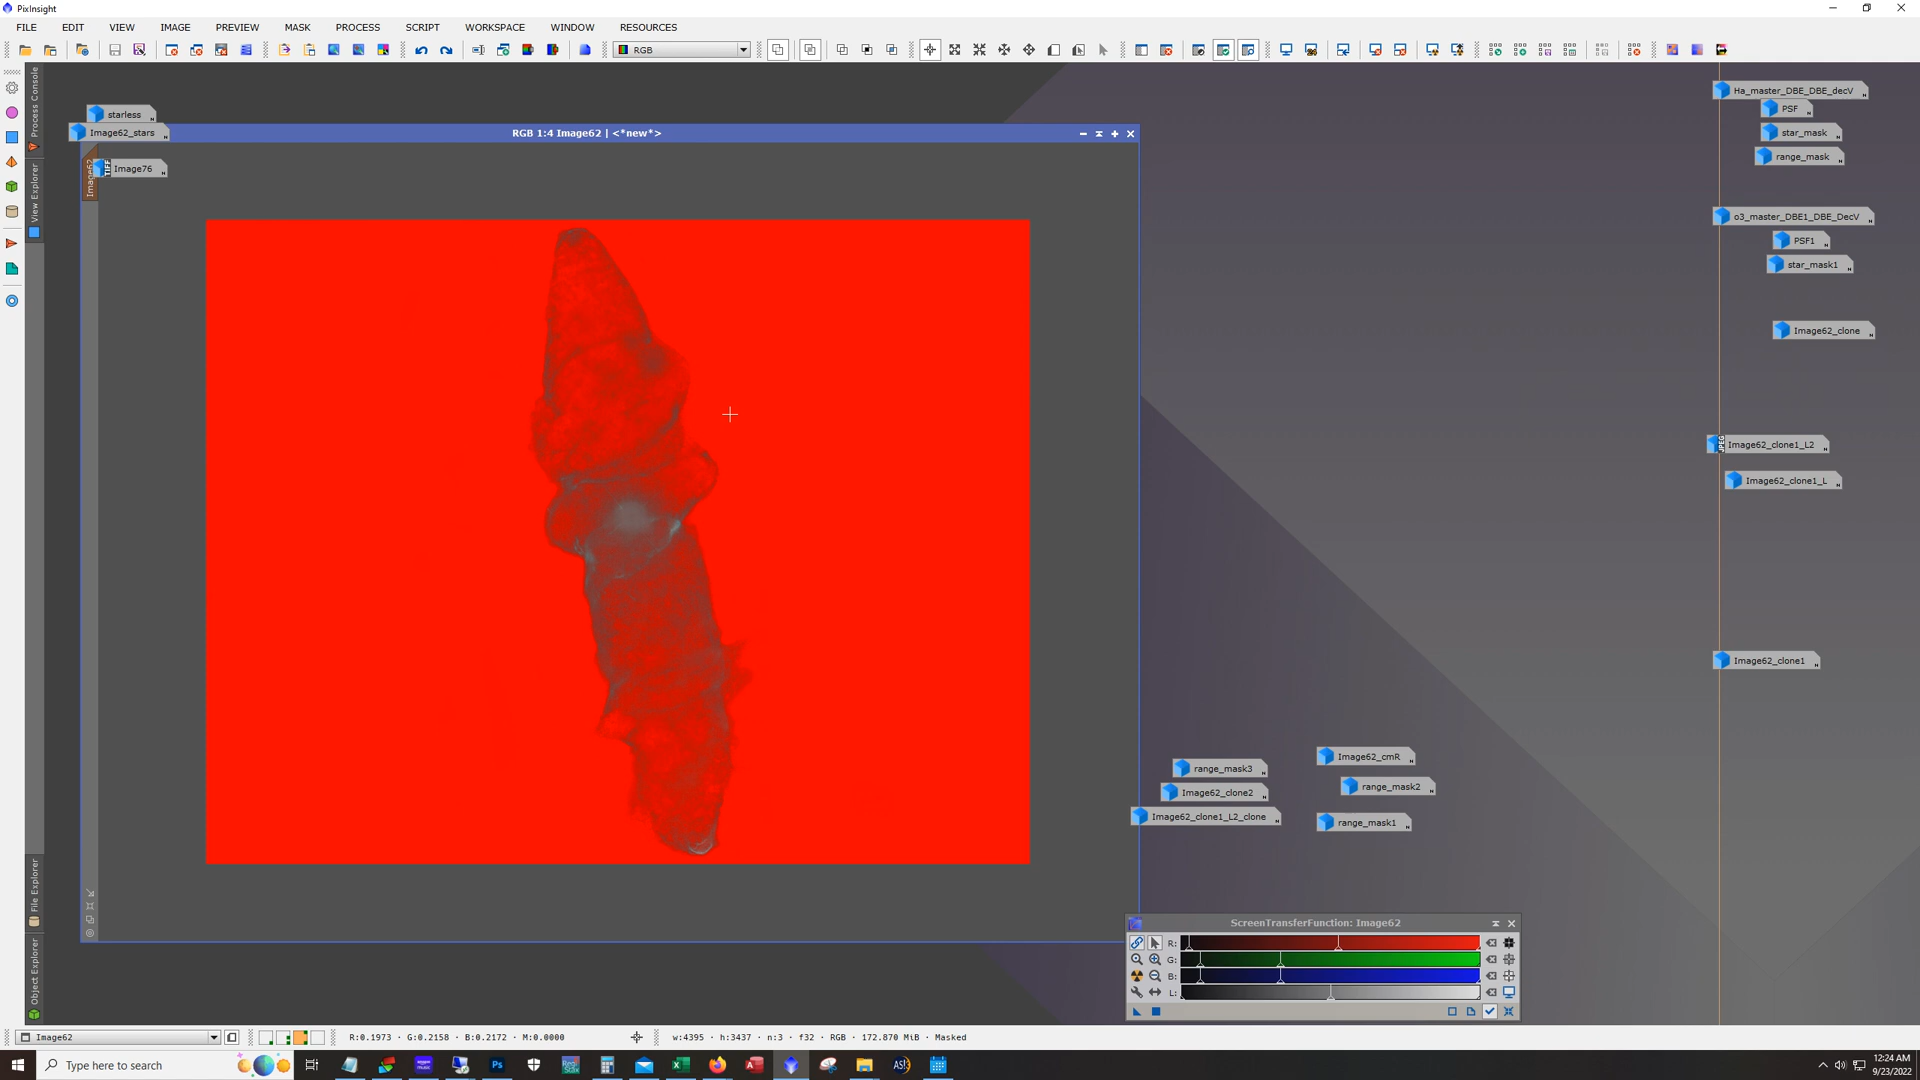 PixInsight
FILE EDIT VIEW IMAGE PREVIEW MASK PROCESS SCRIPT WORKSPACE WINDOW RESOURCES
RGB
Process Console
View Explorer
File Explorer
Object Explorer
starless
Image62_stars
RGB 1:4 Image62 | <*new*>
Image62
TIFF
Image76
Ha_master_DBE_DBE_decV
PSF
star_mask
range_mask
o3_master_DBE1_DBE_DecV
PSF1
star_mask1
Image62_clone
JPEG
Image62_clone1_L2
Image62_clone1_L
Image62_clone1
Image62_cmR
range_mask3
range_mask2
Image62_clone2
Image62_clone1_L2_clone
range_mask1
ScreenTransferFunction: Image62
R:
G:
B:
L:
Image62
R:0.1973 · G:0.2158 · B:0.2172 · M:0.0000
w:4395 · h:3437 · n:3 · f32 · RGB · 172.870 MiB · Masked
Type here to search
Ps
12:24 AM
9/23/2022